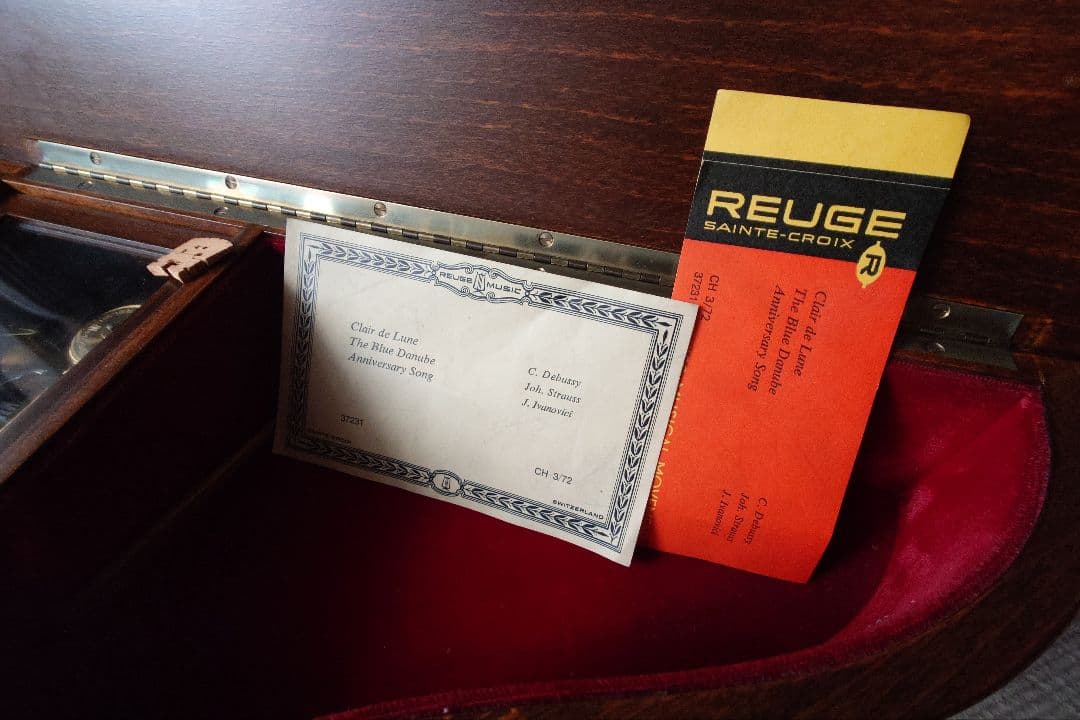 REUGE MUSIC
Clair de Lune
The Blue Danube
Anniversary Song
C. Debussy
Joh. Strauss
J. Ivanovici
37231
CH 3/72
SAINTE-CROIX
SWITZERLAND
REUGE
SAINTE-CROIX
R
CH 3/72
37231
Clair de Lune
The Blue Danube
Anniversary Song
C. Debussy
Joh. Strauss
J. Ivanovici